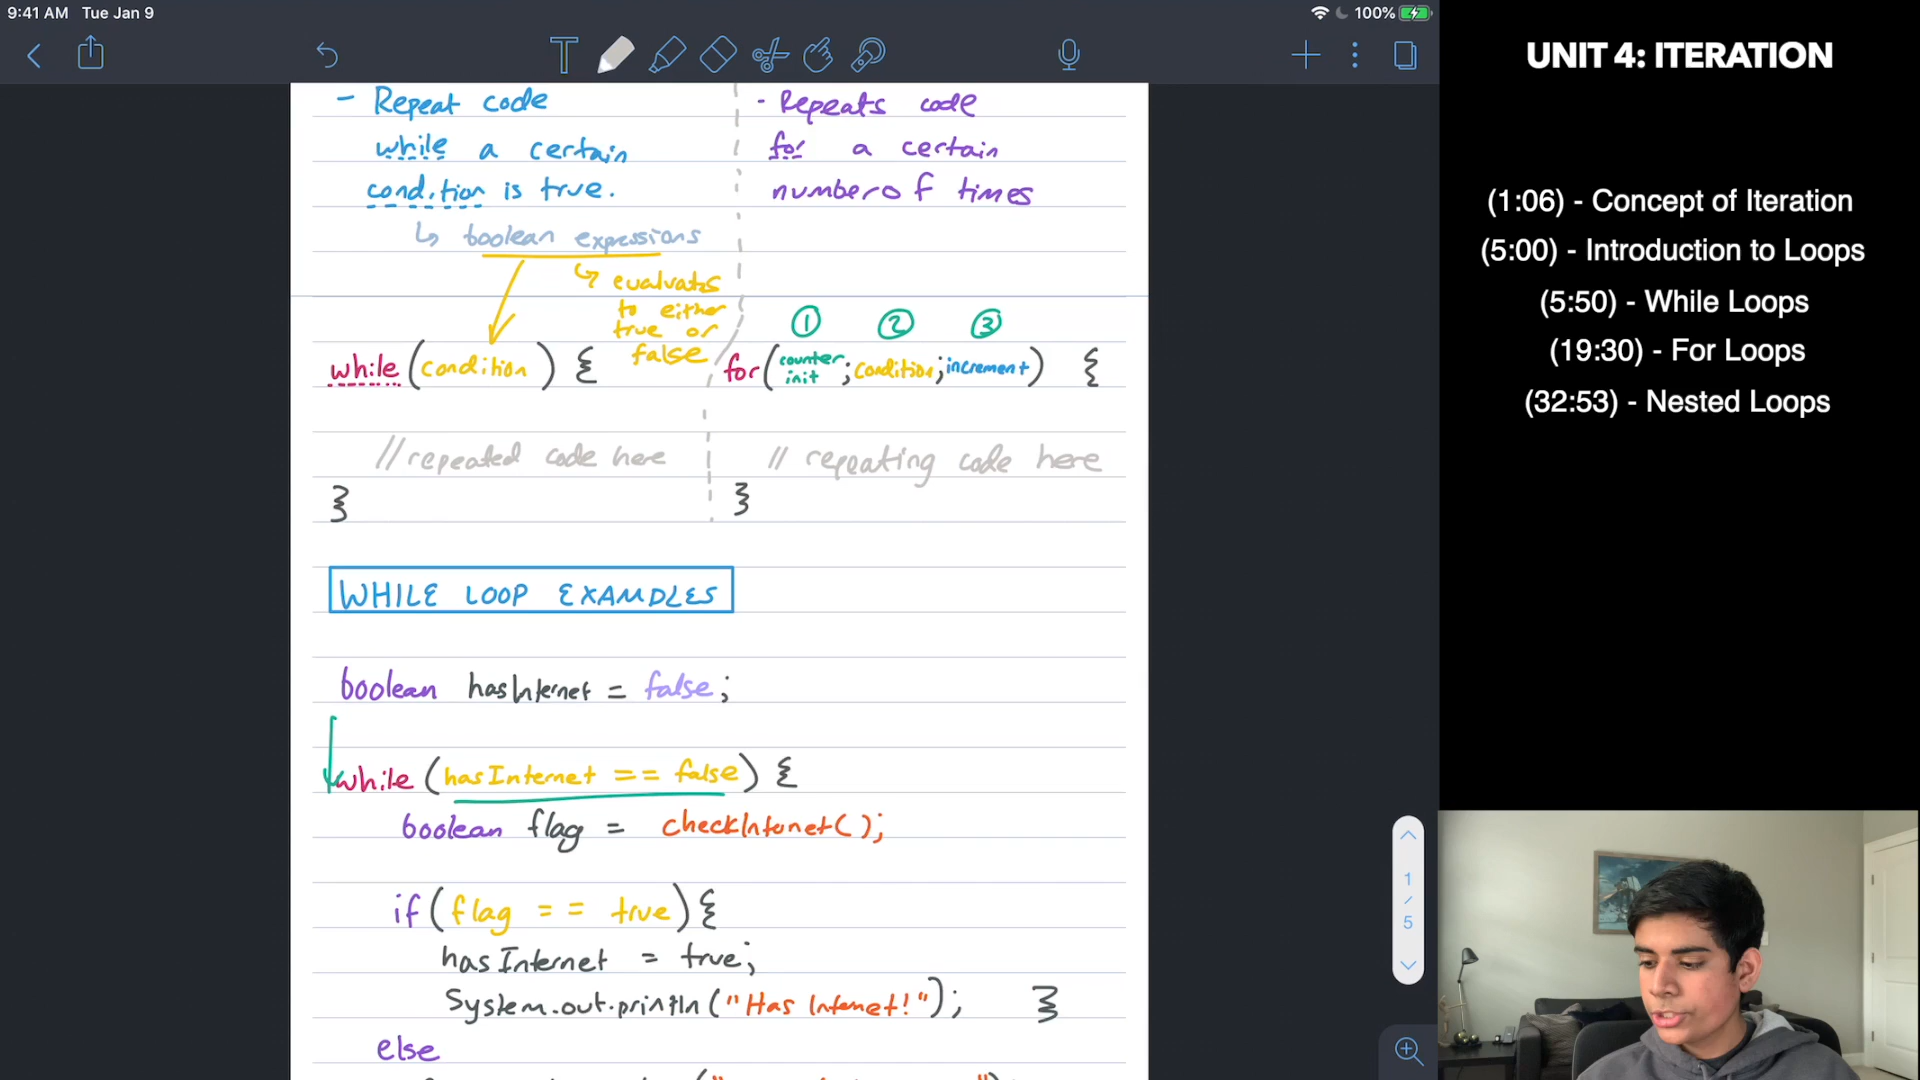 9:41 AM Tue Jan 9
100%
UNIT 4: ITERATION
(1:06) - Concept of Iteration
(5:00) - Introduction to Loops
(5:50) - While Loops
(19:30) - For Loops
(32:53) - Nested Loops
- Repeat code
while a certain
condition is true.
↳ boolean expressions
↳ evaluates
to either
true or
false
while (condition) {
// repeated code here
}
- Repeats code
for a certain
number of times
① ② ③
for(counter init; condition; increment) {
// repeating code here
}
WHILE LOOP EXAMPLES
boolean hasInternet = false;
while (hasInternet == false) {
boolean flag = checkInternet();
if (flag == true) {
hasInternet = true;
System.out.println("Has Internet!"); }
else
1
/
5